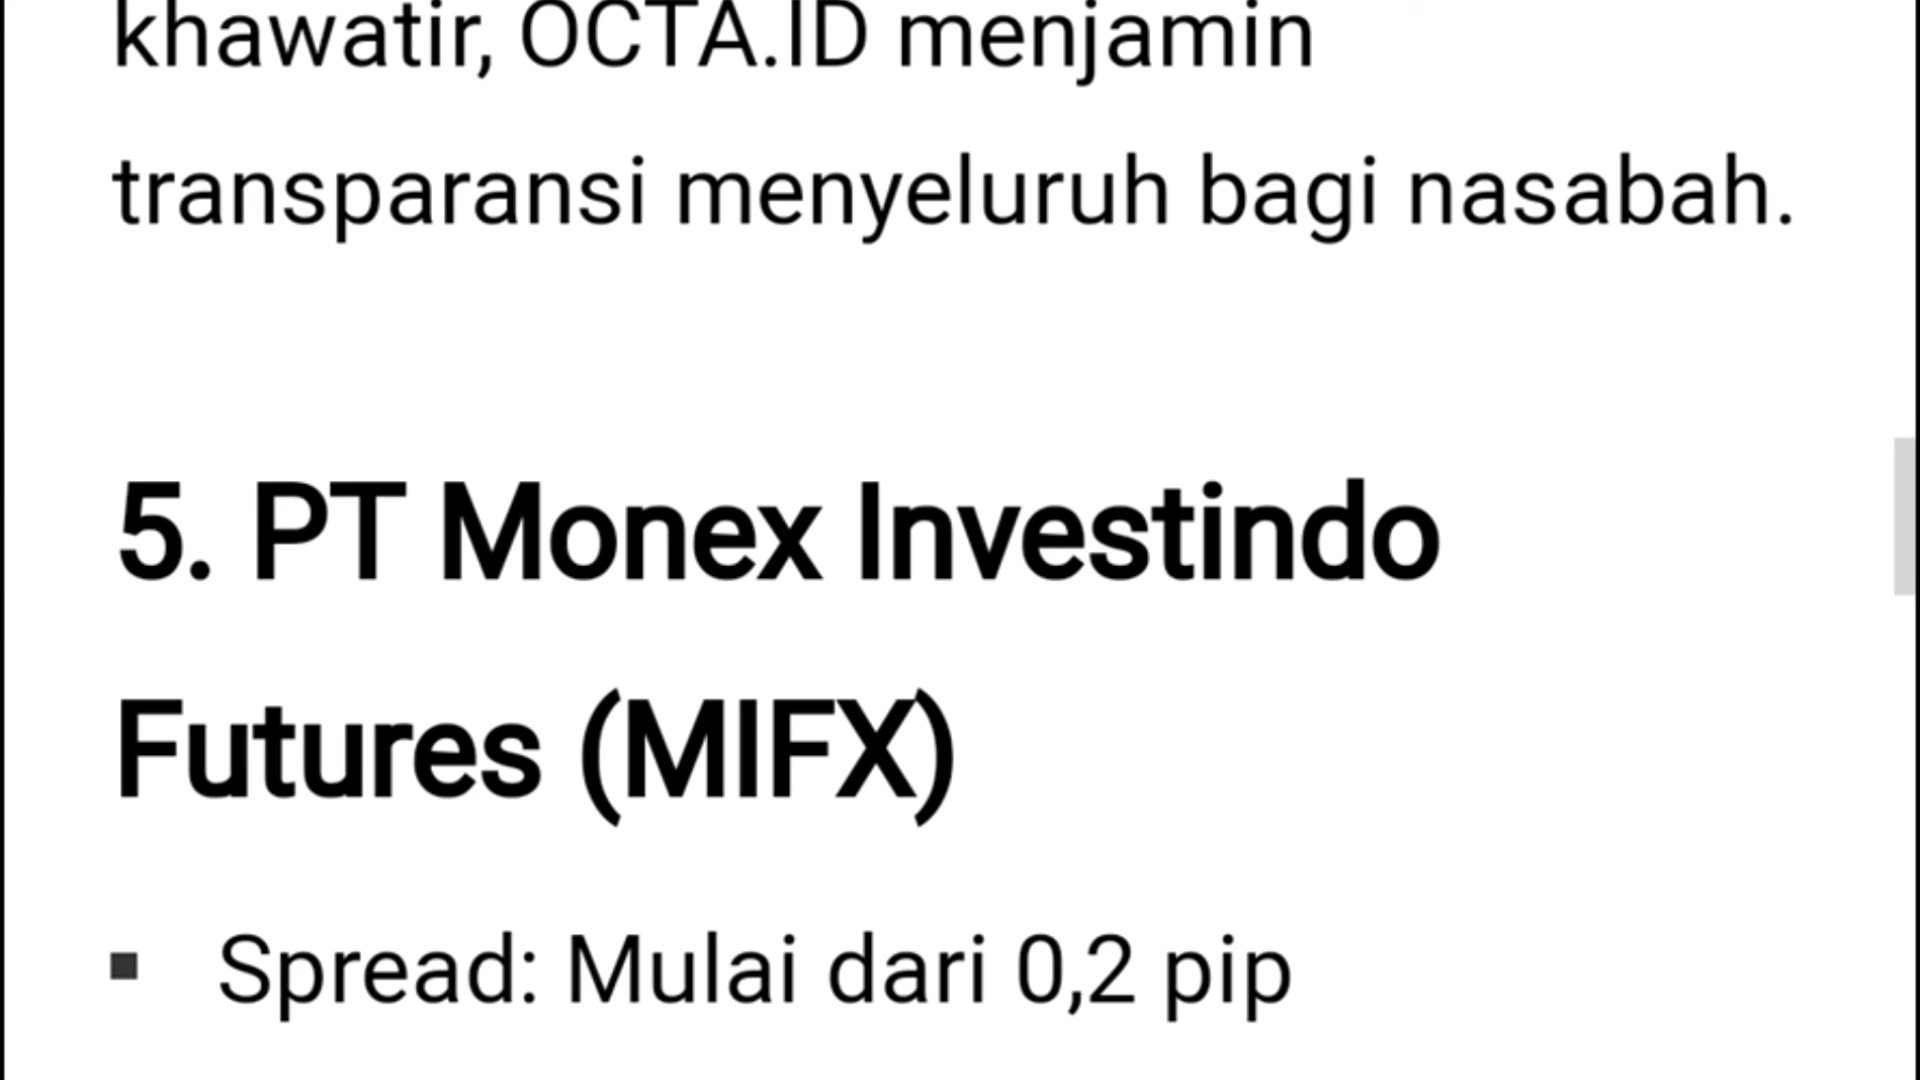 khawatir, OCTA.ID menjamin
transparansi menyeluruh bagi nasabah.
5. PT Monex Investindo
Futures (MIFX)
▪ Spread: Mulai dari 0,2 pip